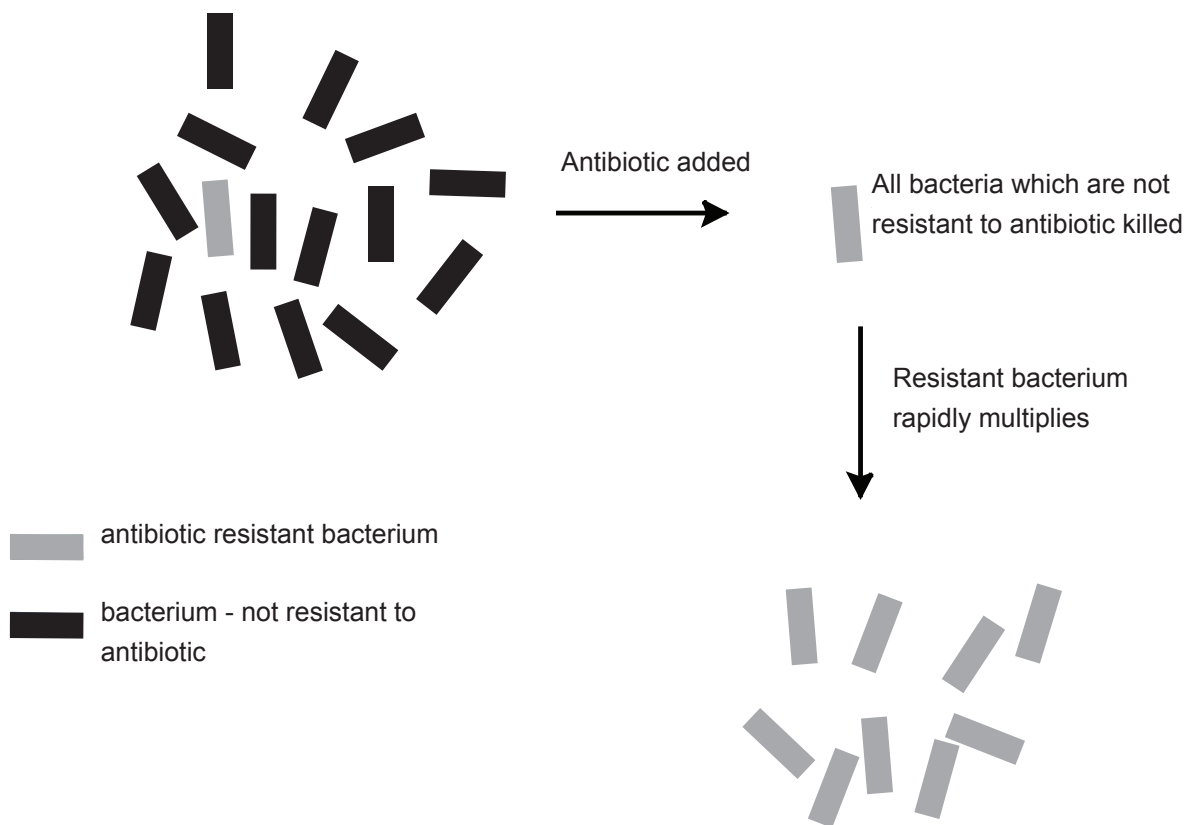 Antibiotic added
All bacteria which are not
resistant to antibiotic killed
Resistant bacterium
rapidly multiplies
antibiotic resistant bacterium
bacterium - not resistant to
antibiotic